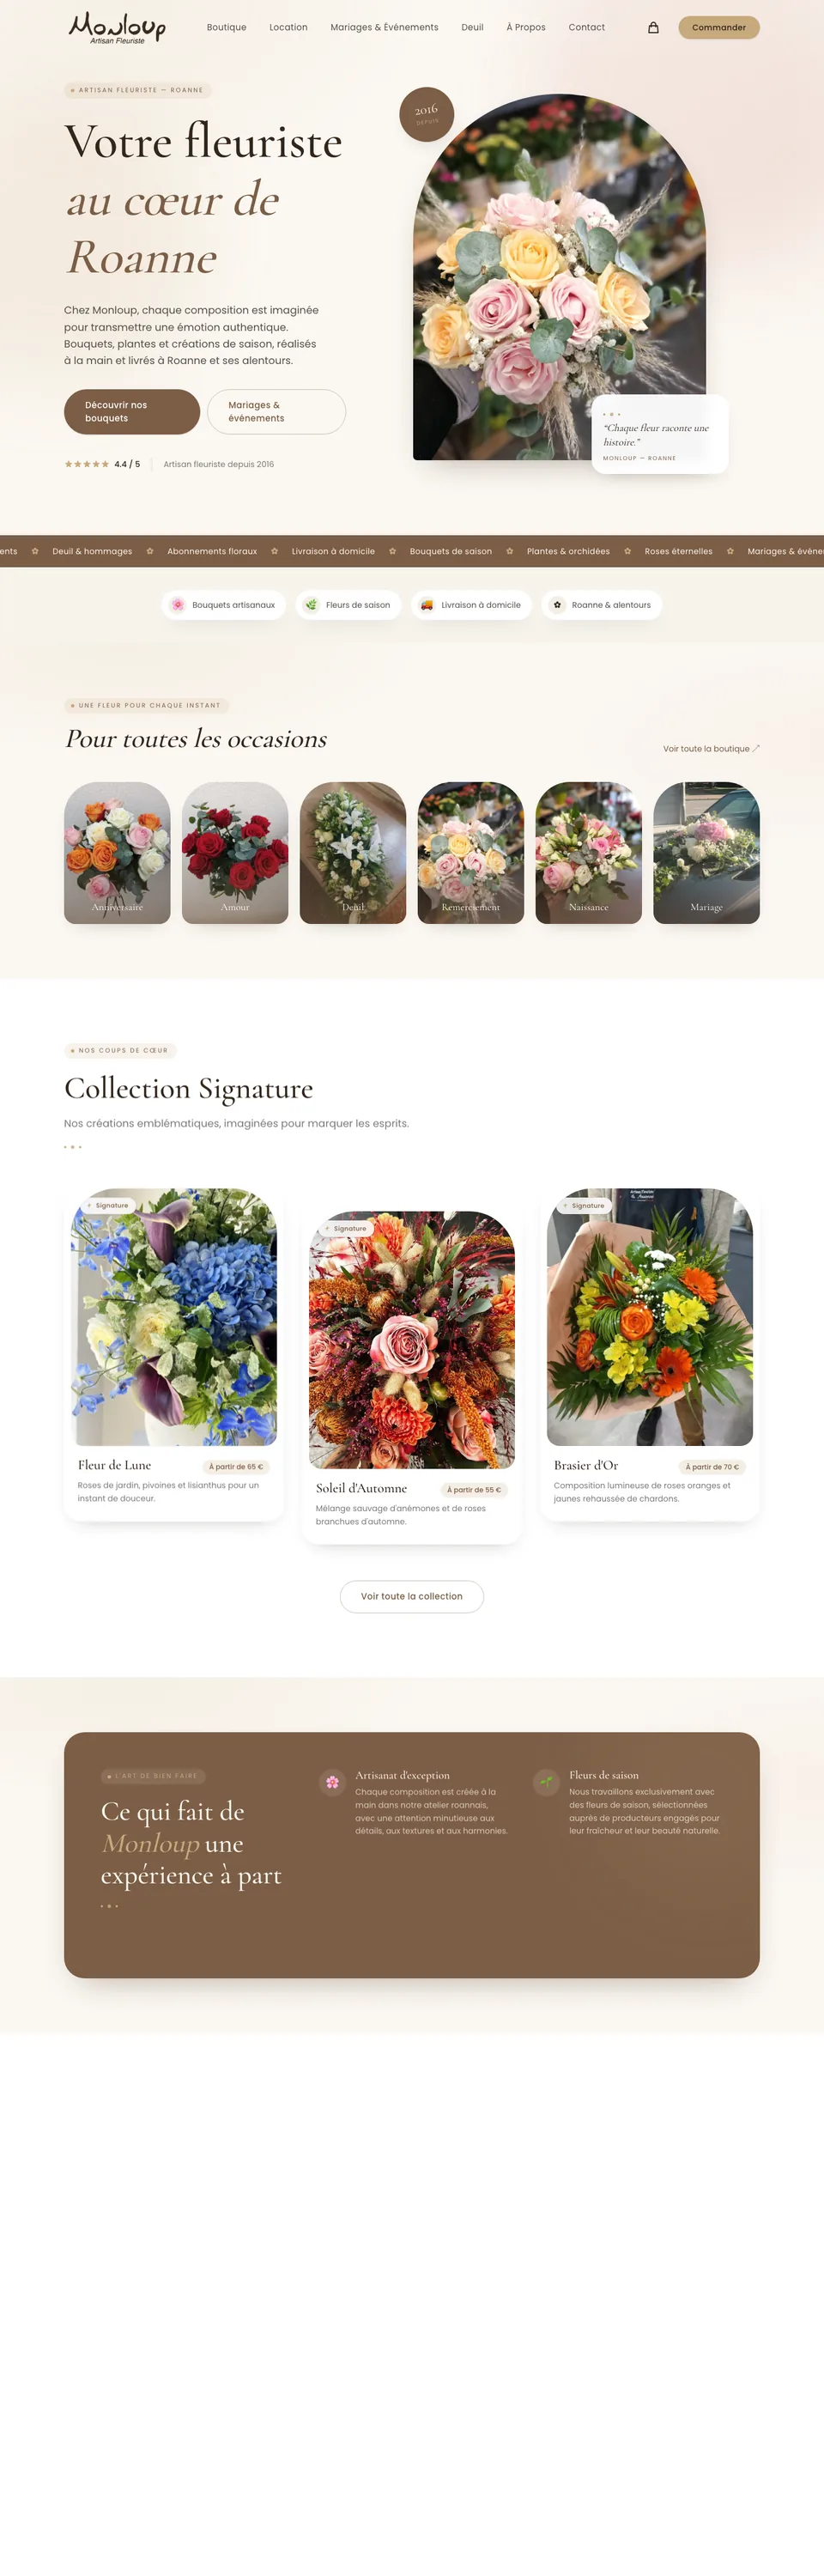 Monloup
Artisan Fleuriste
Boutique
Location
Mariages & Événements
Deuil
À Propos
Contact
Commander
ARTISAN FLEURISTE — ROANNE
Votre fleuriste
au cœur de
Roanne
Chez Monloup, chaque composition est imaginée
pour transmettre une émotion authentique.
Bouquets, plantes et créations de saison, réalisés
à la main et livrés à Roanne et ses alentours.
Découvrir nos
bouquets
Mariages &
événements
★★★★★ 4.4 / 5
Artisan fleuriste depuis 2016
2016
DEPUIS
“Chaque fleur raconte une
histoire.”
MONLOUP — ROANNE
ents ✿ Deuil & hommages ✿ Abonnements floraux ✿ Livraison à domicile ✿ Bouquets de saison ✿ Plantes & orchidées ✿ Roses éternelles ✿ Mariages & événe
Bouquets artisanaux
Fleurs de saison
Livraison à domicile
Roanne & alentours
UNE FLEUR POUR CHAQUE INSTANT
Pour toutes les occasions
Voir toute la boutique ↗
Anniversaire
Amour
Deuil
Remerciement
Naissance
Mariage
NOS COUPS DE CŒUR
Collection Signature
Nos créations emblématiques, imaginées pour marquer les esprits.
Signature
Fleur de Lune
À partir de 65 €
Roses de jardin, pivoines et lisianthus pour un
instant de douceur.
Signature
Soleil d'Automne
À partir de 55 €
Mélange sauvage d'anémones et de roses
branchues d'automne.
Signature
Brasier d'Or
À partir de 70 €
Composition lumineuse de roses oranges et
jaunes rehaussée de chardons.
Voir toute la collection
L'ART DE BIEN FAIRE
Ce qui fait de
Monloup une
expérience à part
Artisanat d'exception
Chaque composition est créée à la
main dans notre atelier roannais,
avec une attention minutieuse aux
détails, aux textures et aux harmonies.
Fleurs de saison
Nous travaillons exclusivement avec
des fleurs de saison, sélectionnées
auprès de producteurs engagés pour
leur fraîcheur et leur beauté naturelle.